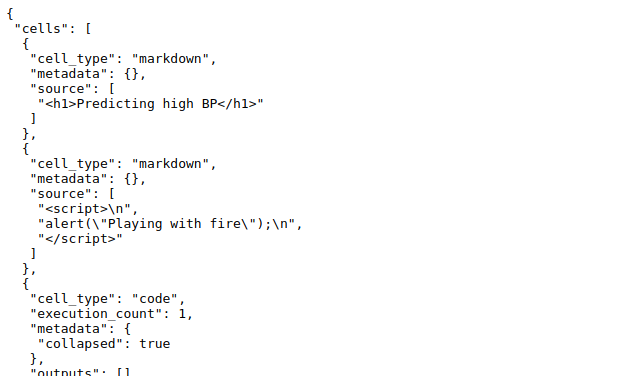 {
 "cells": [
  {
   "cell_type": "markdown",
   "metadata": {},
   "source": [
    "<h1>Predicting high BP</h1>"
   ]
  },
  {
   "cell_type": "markdown",
   "metadata": {},
   "source": [
    "<script>\n",
    "alert(\"Playing with fire\");\n",
    "</script>"
   ]
  },
  {
   "cell_type": "code",
   "execution_count": 1,
   "metadata": {
    "collapsed": true
   },
   "outputs": []